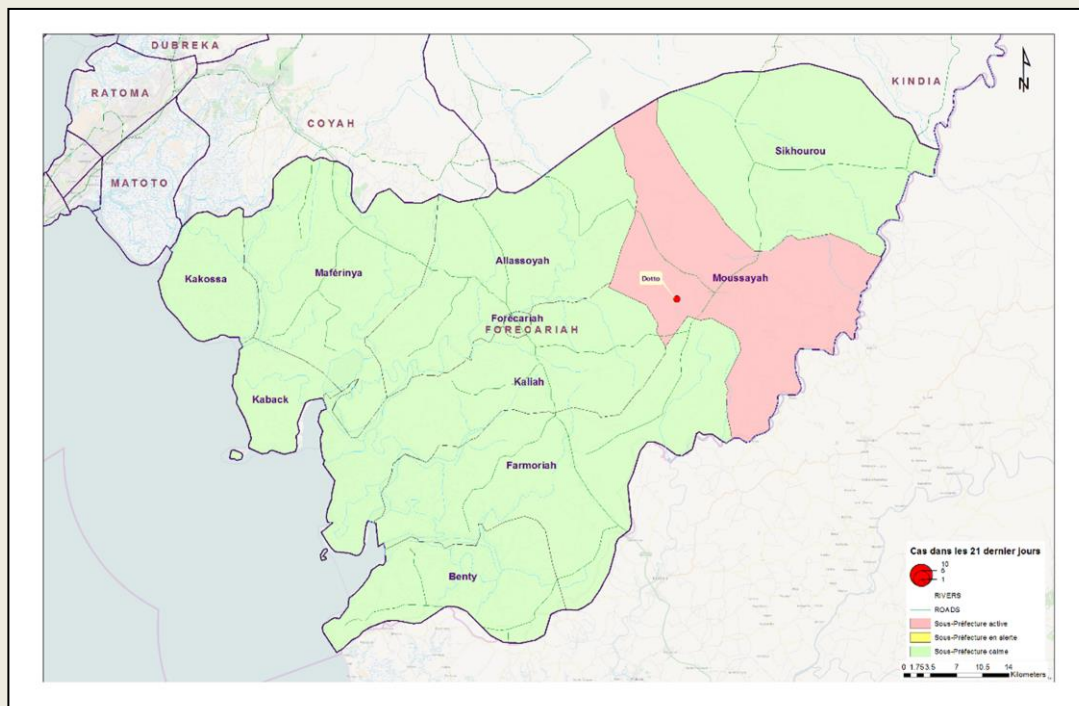 DUBREKA
KINDIA
RATOMA
COYAH
Sikhourou
MATOTO
Allassoyah
Kakossa
Maférinya
Moussayah
Dotto
Forécariah
FORECARIAH
Kaliah
Kaback
Farmoriah
Benty
N
Cas dans les 21 dernier jours
10
5
1
RIVERS
ROADS
Sous-Préfecture active
Sous-Préfecture en alerte
Sous-Préfecture calme
0 1.75 3.5 7 10.5 14
Kilometers